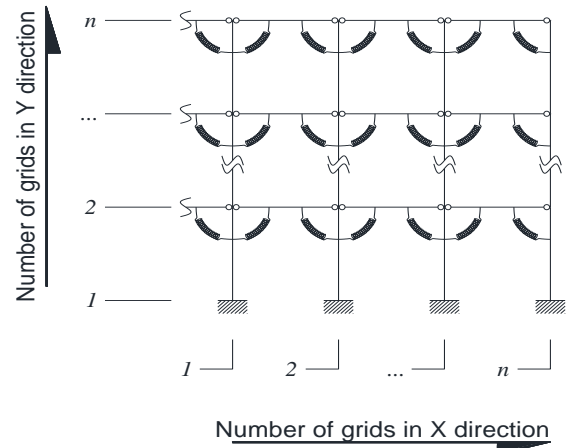 Number of grids in Y direction
n
...
2
1
1 2 ... n
Number of grids in X direction